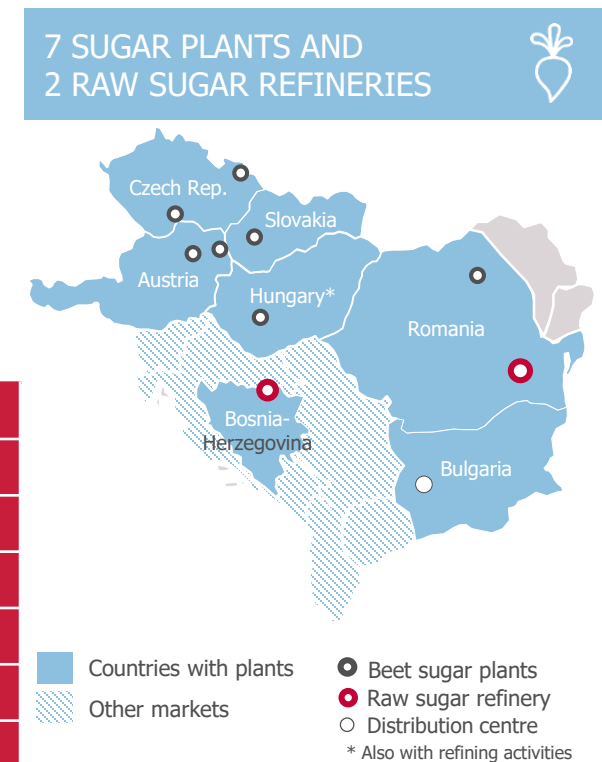 7 SUGAR PLANTS AND
2 RAW SUGAR REFINERIES
Czech Rep.
Slovakia
Austria
Hungary*
Romania
Bosnia-
Herzegovina
Bulgaria
Countries with plants
Other markets
Beet sugar plants
Raw sugar refinery
Distribution centre
* Also with refining activities